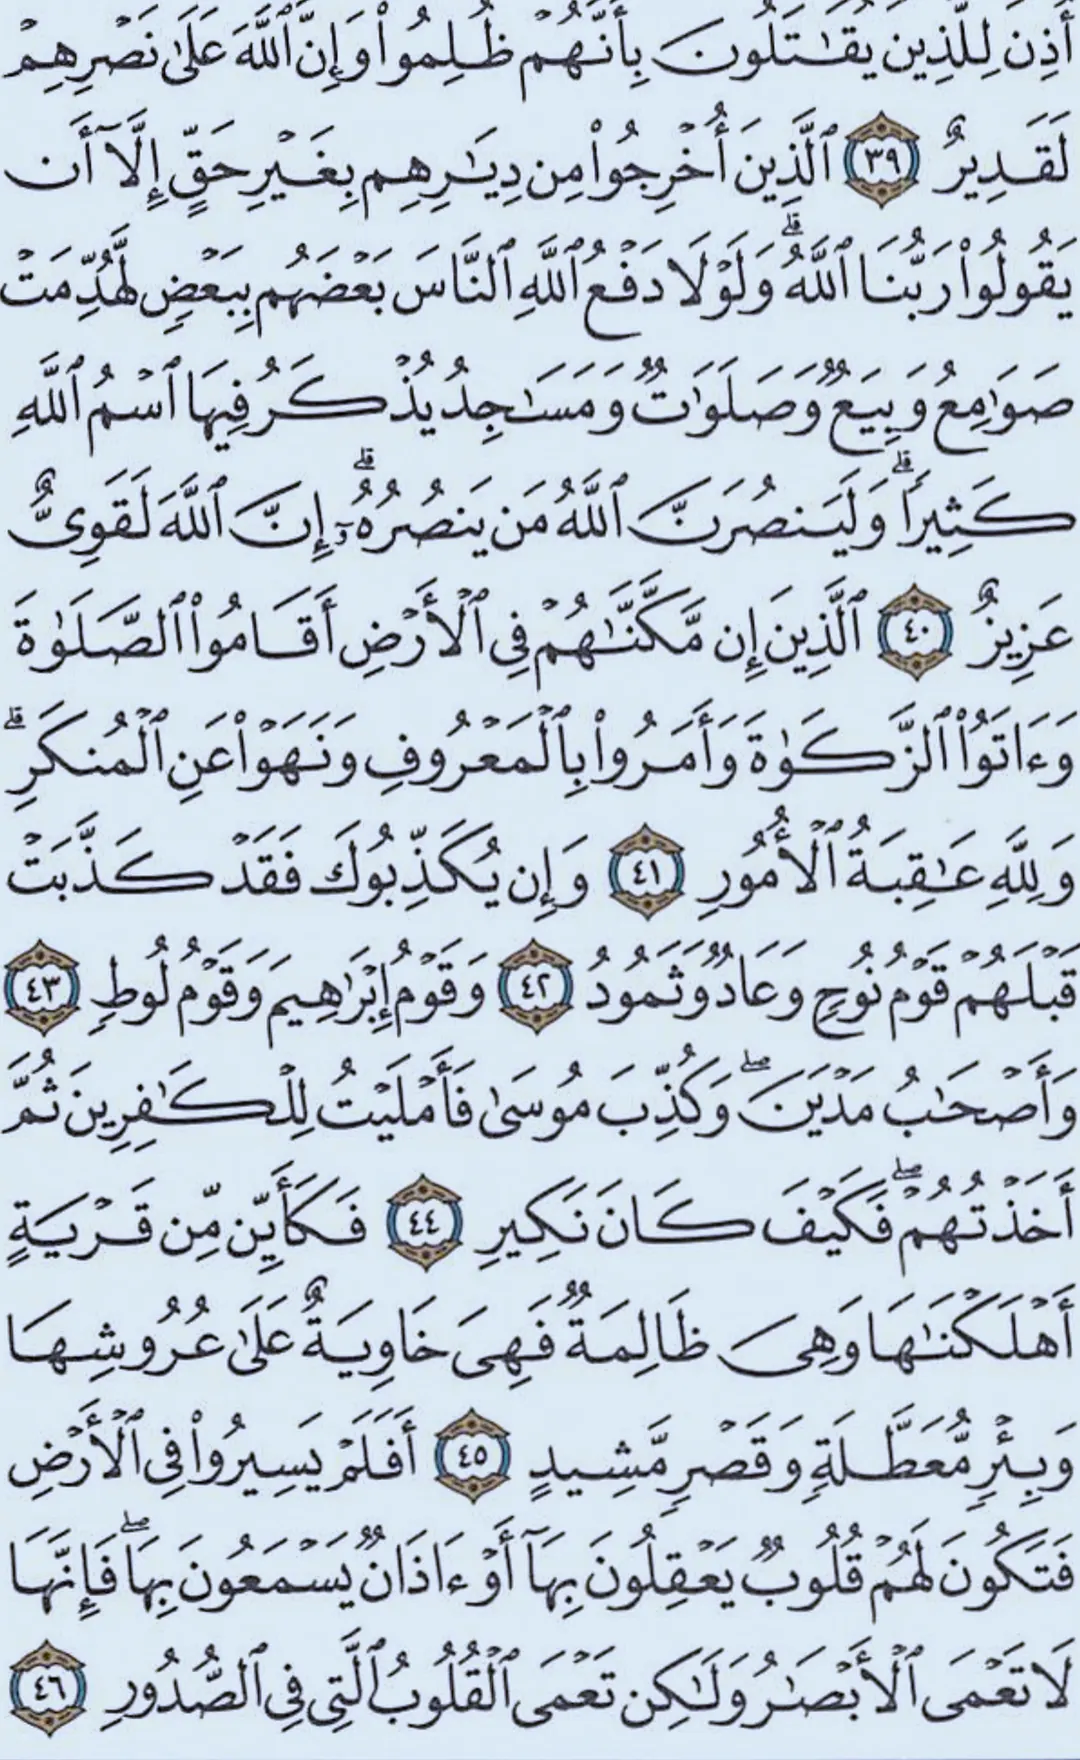 أُذِنَ لِلَّذِينَ يُقَٰتَلُونَ بِأَنَّهُمْ ظُلِمُوا۟ وَإِنَّ ٱللَّهَ عَلَىٰ نَصْرِهِمْ
لَقَدِيرٌ ٣٩ ٱلَّذِينَ أُخْرِجُوا۟ مِن دِيَٰرِهِم بِغَيْرِ حَقٍّ إِلَّآ أَن
يَقُولُوا۟ رَبُّنَا ٱللَّهُ ۗ وَلَوْلَا دَفْعُ ٱللَّهِ ٱلنَّاسَ بَعْضَهُم بِبَعْضٍ لَّهُدِّمَتْ
صَوَٰمِعُ وَبِيَعٌ وَصَلَوَٰتٌ وَمَسَٰجِدُ يُذْكَرُ فِيهَا ٱسْمُ ٱللَّهِ
كَثِيرًا ۗ وَلَيَنصُرَنَّ ٱللَّهُ مَن يَنصُرُهُۥٓ ۗ إِنَّ ٱللَّهَ لَقَوِىٌّ
عَزِيزٌ ٤٠ ٱلَّذِينَ إِن مَّكَّنَّٰهُمْ فِى ٱلْأَرْضِ أَقَامُوا۟ ٱلصَّلَوٰةَ
وَءَاتَوُا۟ ٱلزَّكَوٰةَ وَأَمَرُوا۟ بِٱلْمَعْرُوفِ وَنَهَوْا۟ عَنِ ٱلْمُنكَرِ ۗ
وَلِلَّهِ عَٰقِبَةُ ٱلْأُمُورِ ٤١ وَإِن يُكَذِّبُوكَ فَقَدْ كَذَّبَتْ
قَبْلَهُمْ قَوْمُ نُوحٍ وَعَادٌ وَثَمُودُ ٤٢ وَقَوْمُ إِبْرَٰهِيمَ وَقَوْمُ لُوطٍ ٤٣
وَأَصْحَٰبُ مَدْيَنَ ۖ وَكُذِّبَ مُوسَىٰ فَأَمْلَيْتُ لِلْكَٰفِرِينَ ثُمَّ
أَخَذْتُهُمْ ۖ فَكَيْفَ كَانَ نَكِيرِ ٤٤ فَكَأَيِّن مِّن قَرْيَةٍ
أَهْلَكْنَٰهَا وَهِىَ ظَالِمَةٌ فَهِىَ خَاوِيَةٌ عَلَىٰ عُرُوشِهَا
وَبِئْرٍ مُّعَطَّلَةٍ وَقَصْرٍ مَّشِيدٍ ٤٥ أَفَلَمْ يَسِيرُوا۟ فِى ٱلْأَرْضِ
فَتَكُونَ لَهُمْ قُلُوبٌ يَعْقِلُونَ بِهَآ أَوْ ءَاذَانٌ يَسْمَعُونَ بِهَا ۖ فَإِنَّهَا
لَا تَعْمَى ٱلْأَبْصَٰرُ وَلَٰكِن تَعْمَى ٱلْقُلُوبُ ٱلَّتِى فِى ٱلصُّدُورِ ٤٦